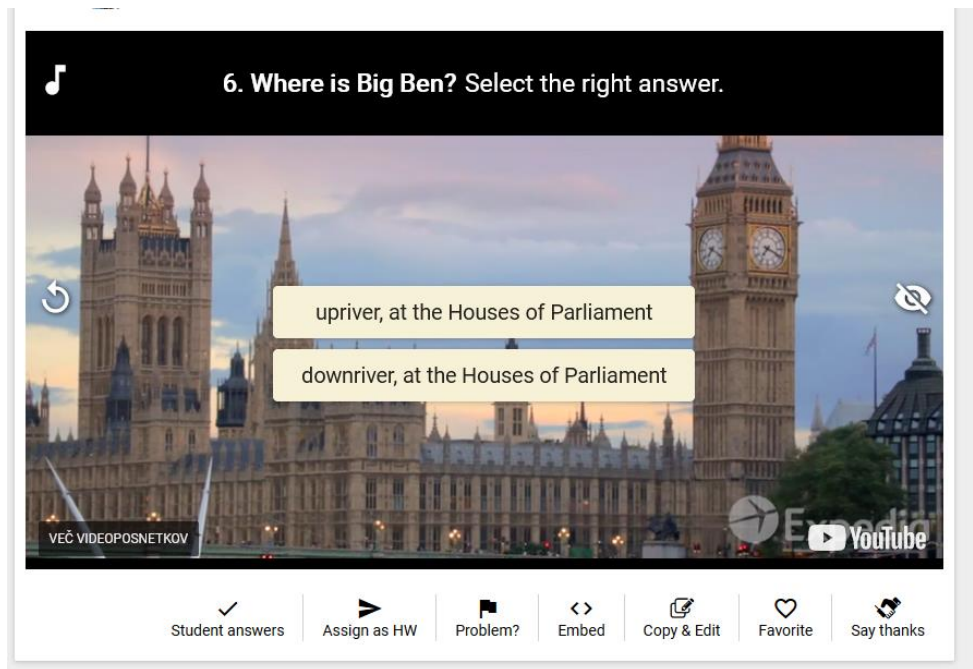 6. Where is Big Ben? Select the right answer.
upriver, at the Houses of Parliament
downriver, at the Houses of Parliament
Expedia
VEČ VIDEOPOSNETKOV
YouTube
Student answers
Assign as HW
Problem?
Embed
Copy & Edit
Favorite
Say thanks